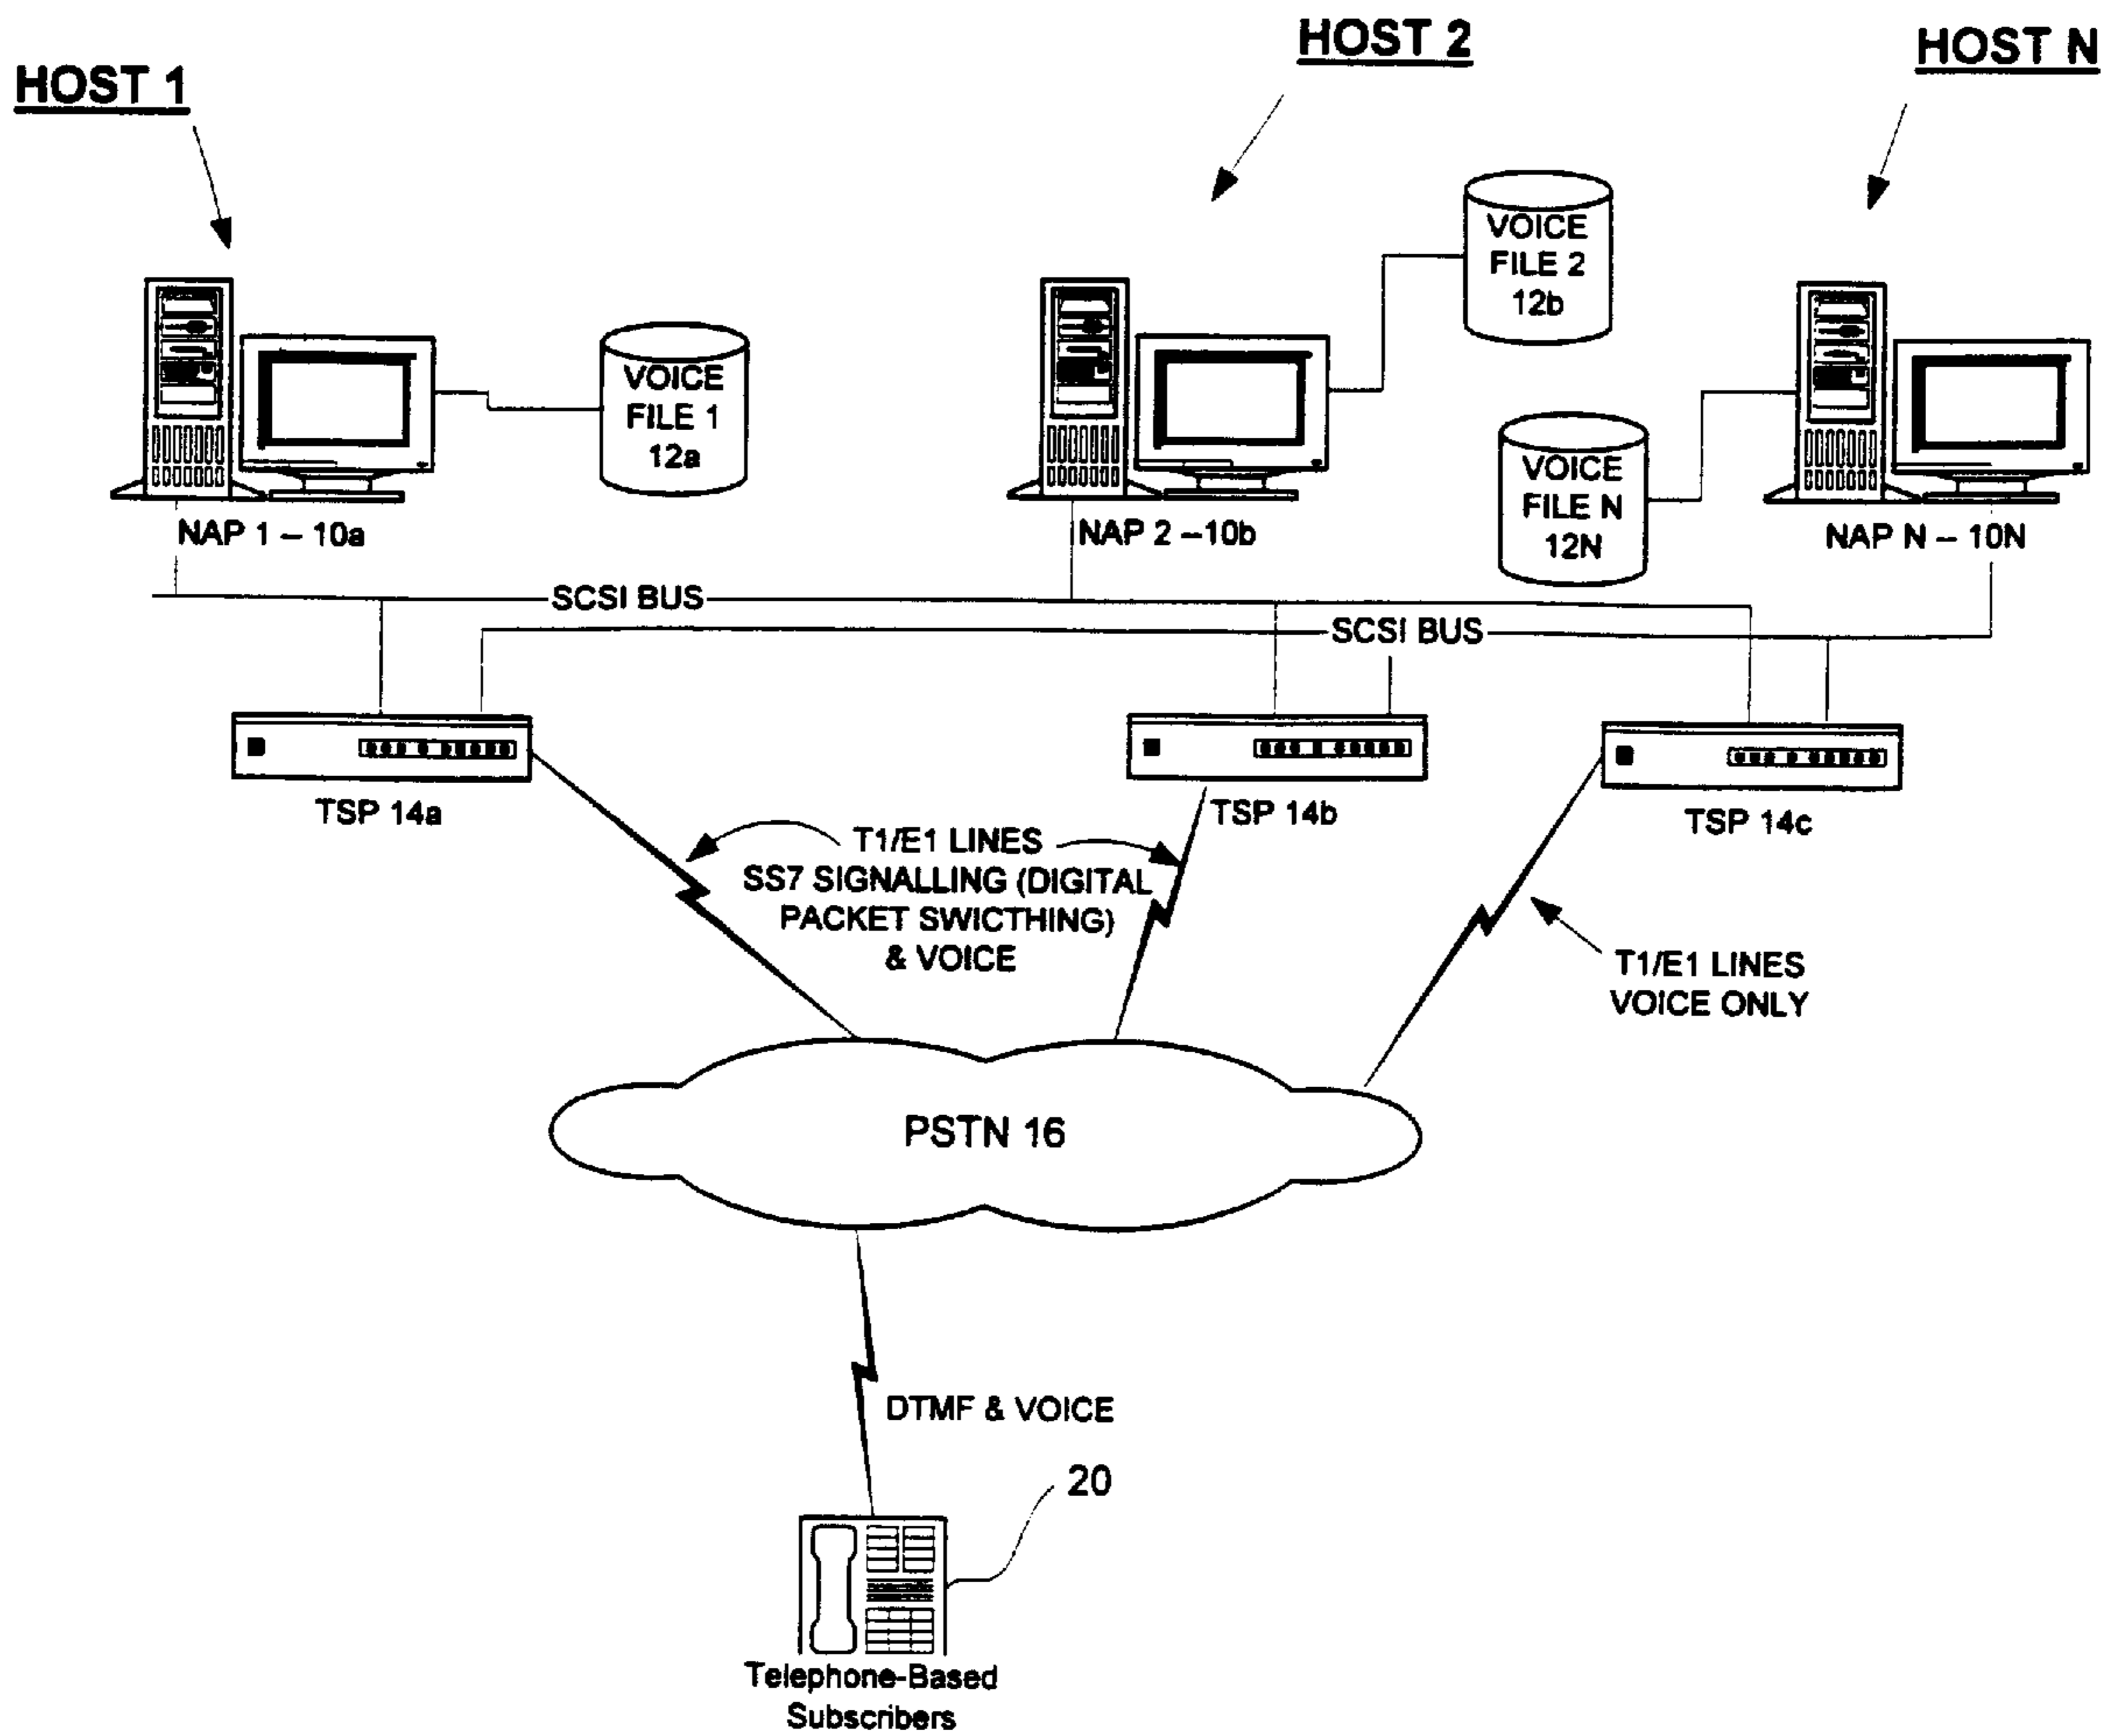 HOST 1
HOST 2
HOST N
VOICE
FILE 1
12a
VOICE
FILE 2
12b
VOICE
FILE N
12N
NAP 1 – 10a
NAP 2 –10b
NAP N – 10N
SCSI BUS
SCSI BUS
TSP 14a
TSP 14b
TSP 14c
T1/E1 LINES
SS7 SIGNALLING (DIGITAL
PACKET SWICTHING)
& VOICE
T1/E1 LINES
VOICE ONLY
PSTN 16
DTMF & VOICE
20
Telephone-Based
Subscribers